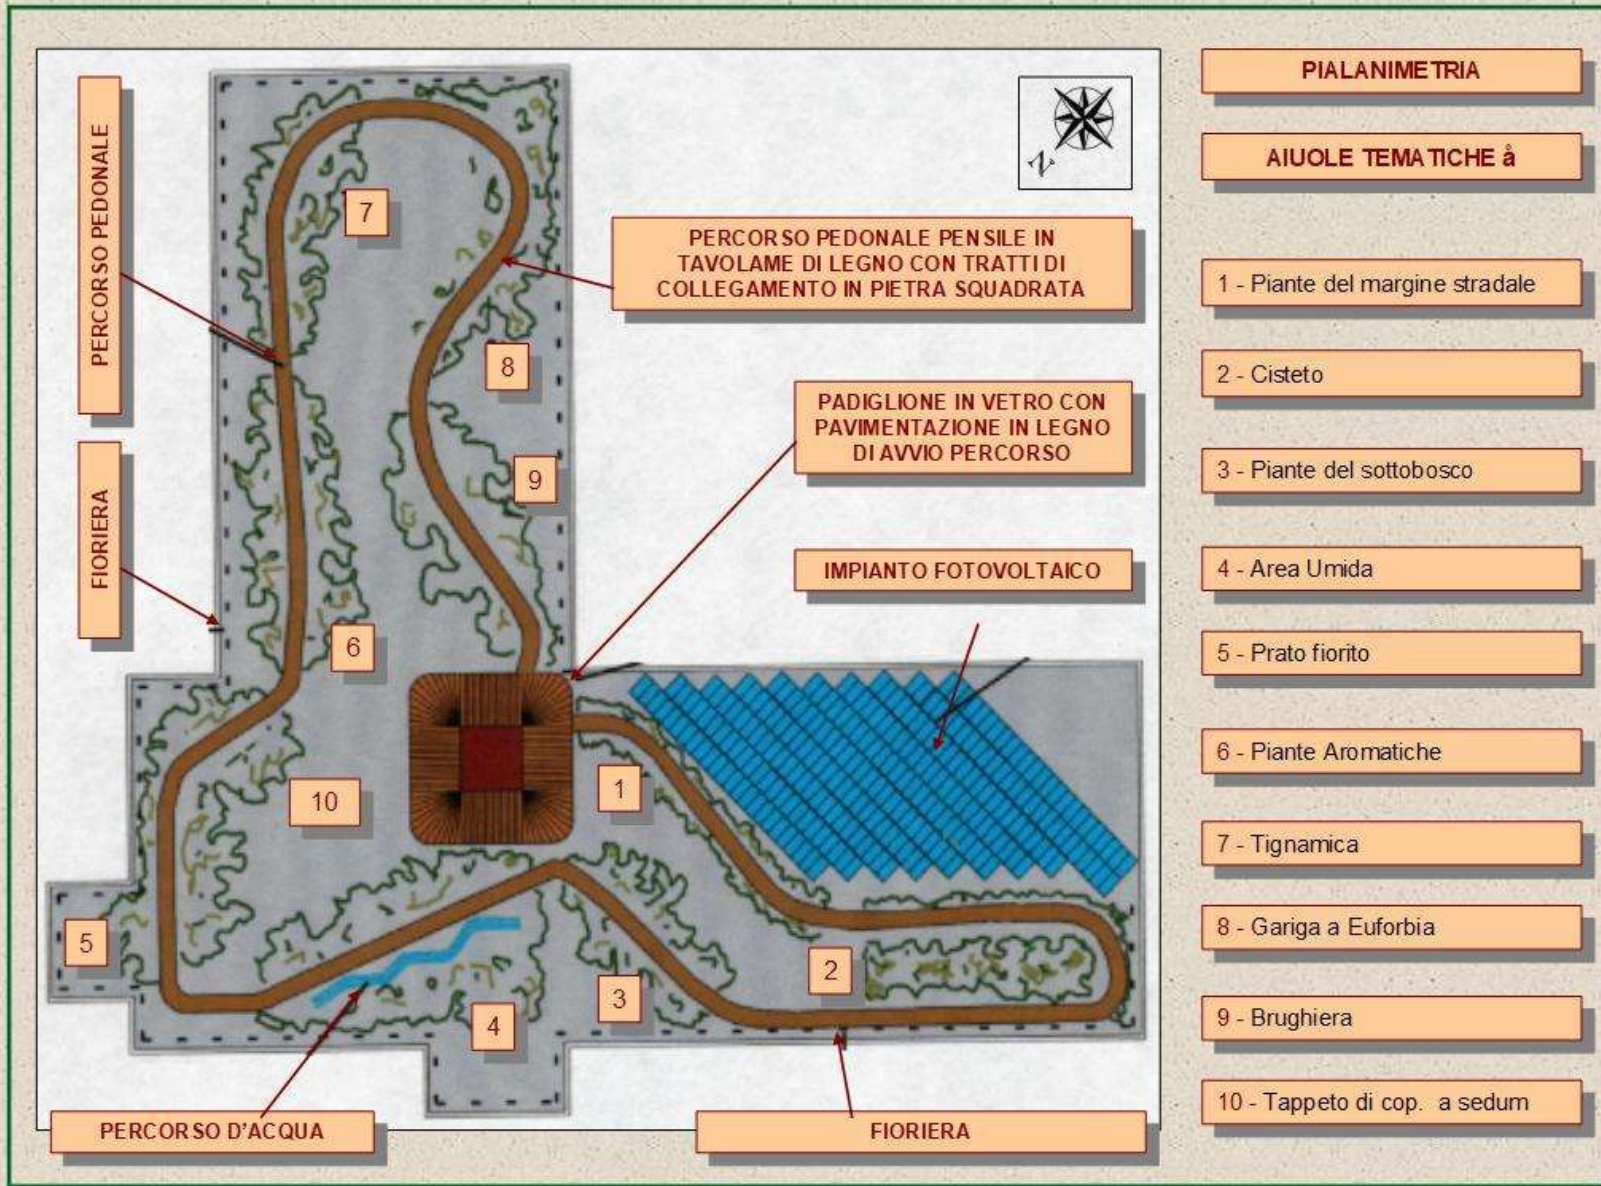 PIALANIMETRIA
AIUOLE TEMATICHE å
1 - Piante del margine stradale
2 - Cisteto
3 - Piante del sottobosco
4 - Area Umida
5 - Prato fiorito
6 - Piante Aromatiche
7 - Tignamica
8 - Gariga a Euforbia
9 - Brughiera
10 - Tappeto di cop. a sedum
PERCORSO PEDONALE
FIORIERA
N
PERCORSO PEDONALE PENSILE IN
TAVOLAME DI LEGNO CON TRATTI DI
COLLEGAMENTO IN PIETRA SQUADRATA
PADIGLIONE IN VETRO CON
PAVIMENTAZIONE IN LEGNO
DI AVVIO PERCORSO
IMPIANTO FOTOVOLTAICO
7
8
9
6
10
1
5
2
3
4
PERCORSO D'ACQUA
FIORIERA